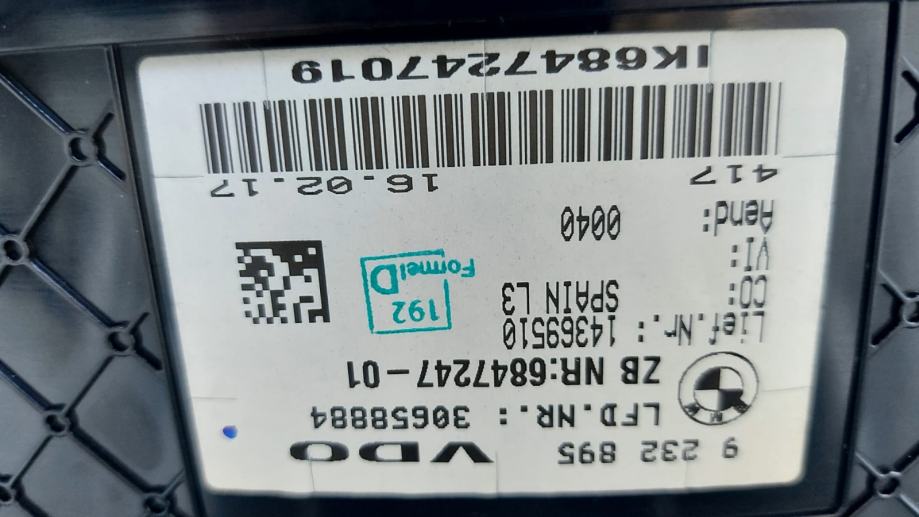 9 232 895 VDO
LFD.NR.: 30658884
ZB NR:6847247-01
Lief.Nr.: 14369510
CO: SPAIN L3
VI:
Aend: 0040
192
FormelD
417 16.02.17
IK6847247019